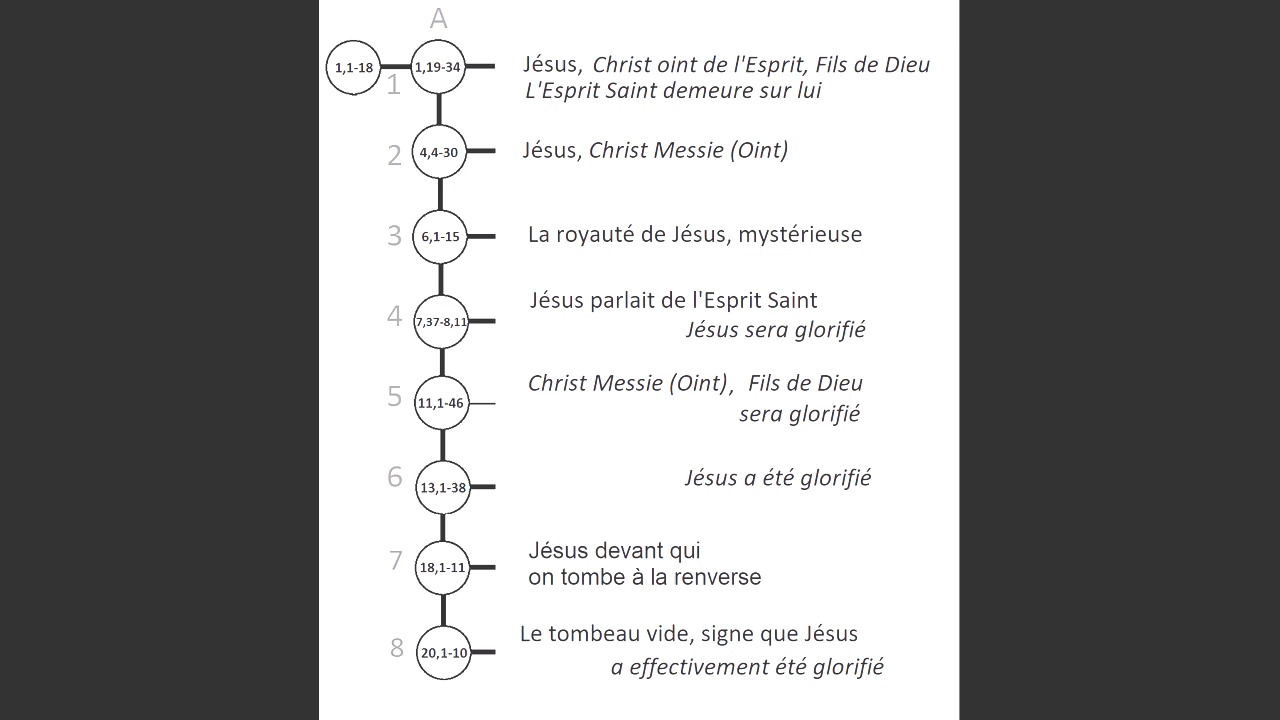 A
1,1-18
1,19-34
Jésus, Christ oint de l'Esprit, Fils de Dieu
1
L'Esprit Saint demeure sur lui
2
4,4-30
Jésus, Christ Messie (Oint)
3
6,1-15
La royauté de Jésus, mystérieuse
4
7,37-8,11
Jésus parlait de l'Esprit Saint
Jésus sera glorifié
5
11,1-46
Christ Messie (Oint), Fils de Dieu
sera glorifié
6
13,1-38
Jésus a été glorifié
7
18,1-11
Jésus devant qui
on tombe à la renverse
8
20,1-10
Le tombeau vide, signe que Jésus
a effectivement été glorifié